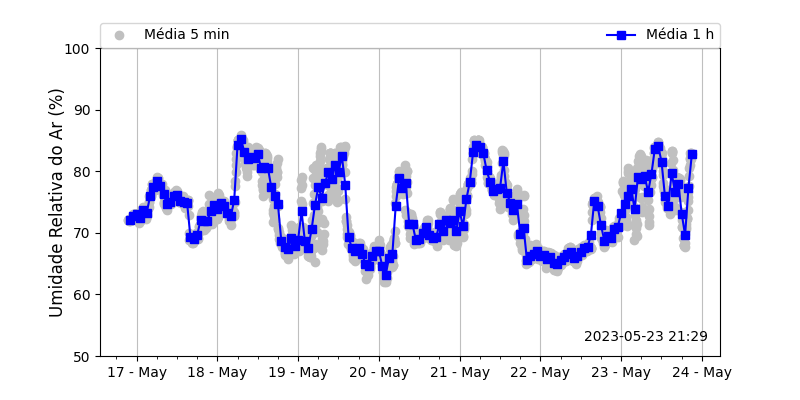 Média 5 min
Média 1 h
Umidade Relativa do Ar (%)
100
90
80
70
60
50
2023-05-23 21:29
17 - May
18 - May
19 - May
20 - May
21 - May
22 - May
23 - May
24 - May